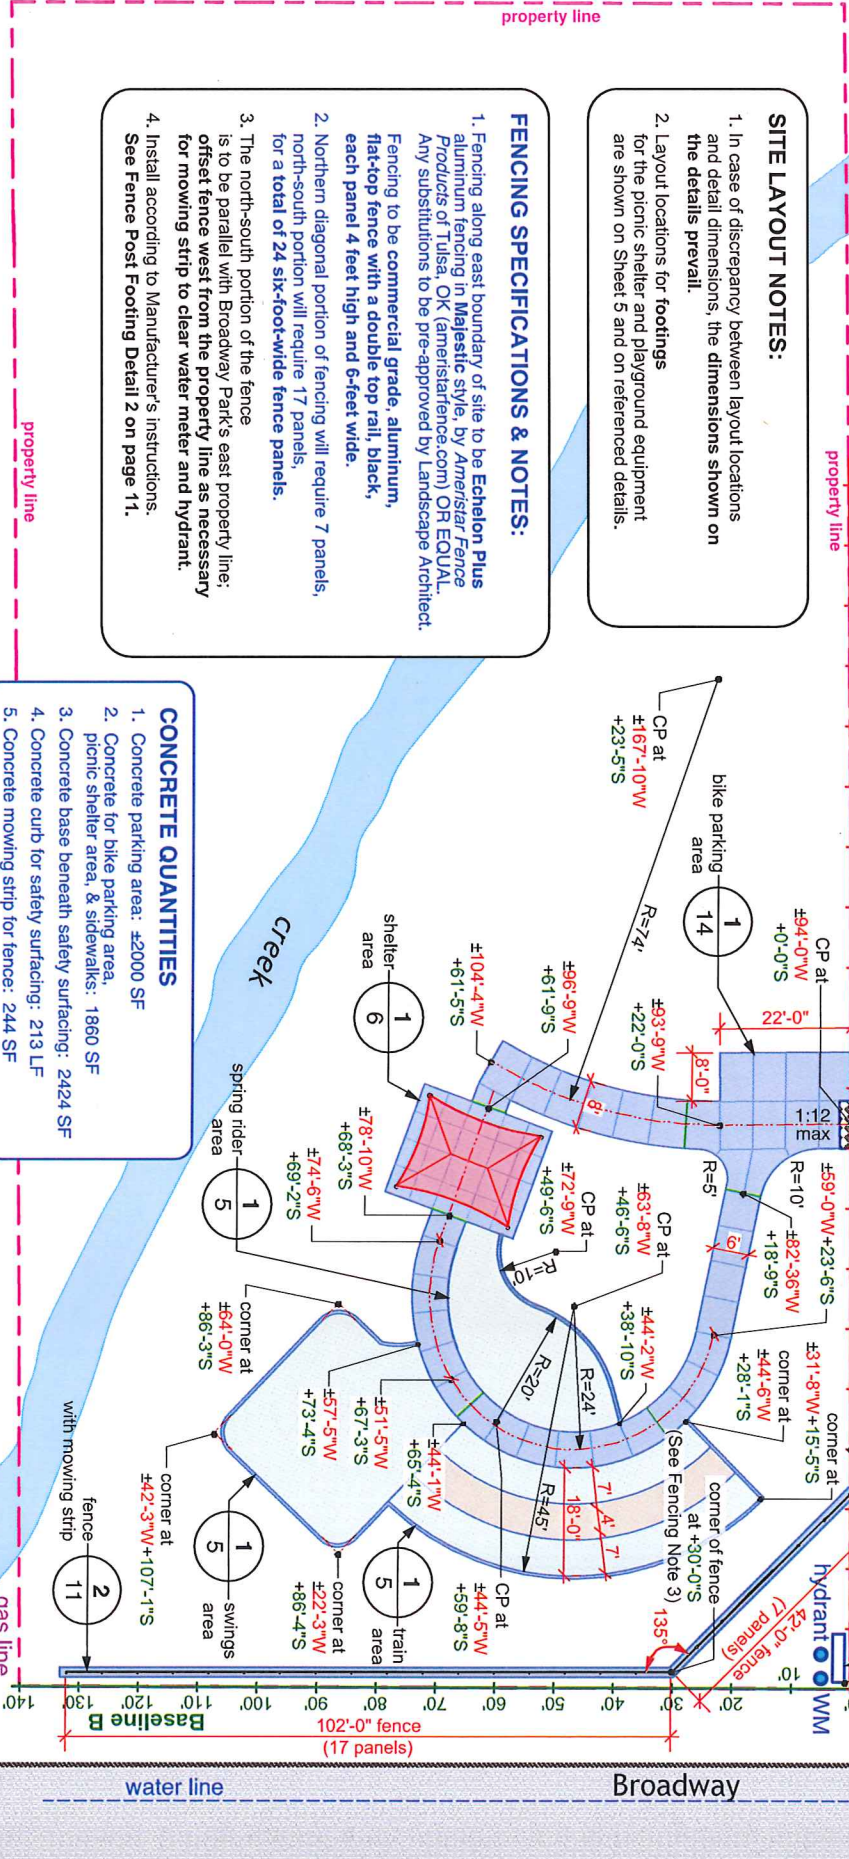 property line
property line
property line
SITE LAYOUT NOTES:
1. In case of discrepancy between layout locations
and detail dimensions, the dimensions shown on
the details prevail.
2. Layout locations for footings
for the picnic shelter and playground equipment
are shown on Sheet 5 and on referenced details.
FENCING SPECIFICATIONS & NOTES:
1. Fencing along east boundary of site to be Echelon Plus
aluminum fencing in Majestic style, by Ameristar Fence
Products of Tulsa, OK (ameristarfence.com) OR EQUAL.
Any substitutions to be pre-approved by Landscape Architect.
Fencing to be commercial grade, aluminum,
flat-top fence with a double top rail, black,
each panel 4 feet high and 6-feet wide.
2. Northern diagonal portion of fencing will require 7 panels,
north-south portion will require 17 panels,
for a total of 24 six-foot-wide fence panels.
3. The north-south portion of the fence
is to be parallel with Broadway Park's east property line;
offset fence west from the property line as necessary
for mowing strip to clear water meter and hydrant.
4. Install according to Manufacturer's instructions.
See Fence Post Footing Detail 2 on page 11.
CONCRETE QUANTITIES
1. Concrete parking area: ±2000 SF
2. Concrete for bike parking area,
picnic shelter area, & sidewalks: 1860 SF
3. Concrete base beneath safety surfacing: 2424 SF
4. Concrete curb for safety surfacing: 213 LF
5. Concrete mowing strip for fence: 244 SF
CP at
±167'-10"W
+23'-5"S
bike parking
area
1
14
R=74'
CP at
±94'-0"W
+0'-0"S
22'-0"
8'-0"
1:12
max
±93'-9"W
+22'-0"S
±96'-9"W
+61'-9"S
±104'-4"W
+61'-5"S
8'
shelter
area
1
6
creek
R=5'
R=10'
±82'-36"W
+18'-9"S
±59'-0"W+23'-6"S
6'
CP at
±63'-8"W
+46'-6"S
CP at
±72'-9"W
+49'-6"S
R=10'
±78'-10"W
+68'-3"S
±74'-6"W
+69'-2"S
spring rider
area
1
5
±44'-2"W
+38'-10"S
corner at
±44'-6"W
+28'-1"S
corner at
±31'-8"W+15'-5"S
R=24'
R=20'
R=45'
corner at
±64'-0"W
+86'-3"S
±57'-5"W
+73'-4"S
±51'-5"W
+67'-3"S
±44'-1"W
+65'-4"S
CP at
±44'-5"W
+59'-8"S
7'
4'
7'
18'-0"
corner of fence
at +30'-0"S
(See Fencing Note 3)
135°
42'-0" fence
(7 panels)
hydrant
WM
corner at
±42'-3"W+107'-1"S
1
5
swings
area
corner at
±22'-3"W
+86'-4"S
1
5
train
area
fence
with mowing strip
2
11
gas line
140'
130'
120'
110'
100'
90'
80'
70'
60'
50'
40'
30'
20'
Baseline B
102'-0" fence
(17 panels)
water line
Broadway